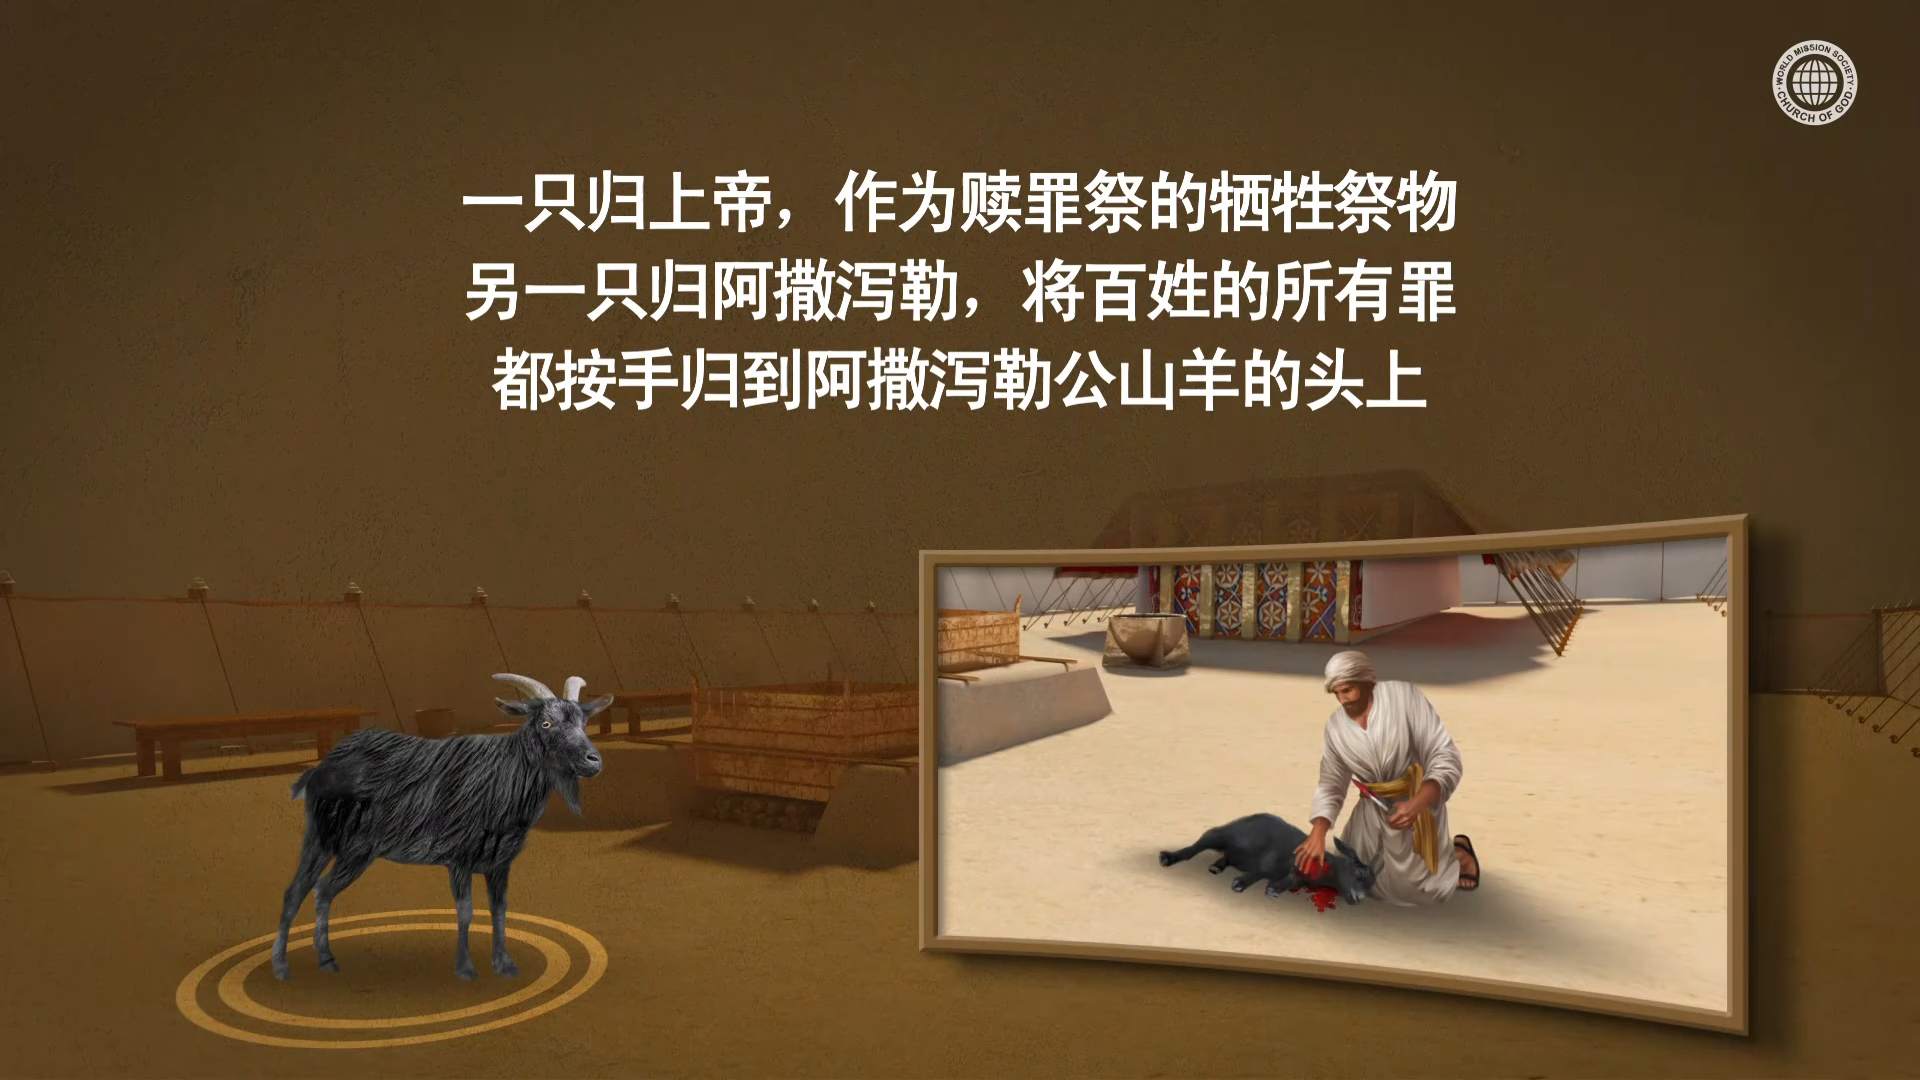 WORLD MISSION SOCIETY
CHURCH OF GOD
一只归上帝，作为赎罪祭的牺牲祭物
另一只归阿撒泻勒，将百姓的所有罪
都按手归到阿撒泻勒公山羊的头上